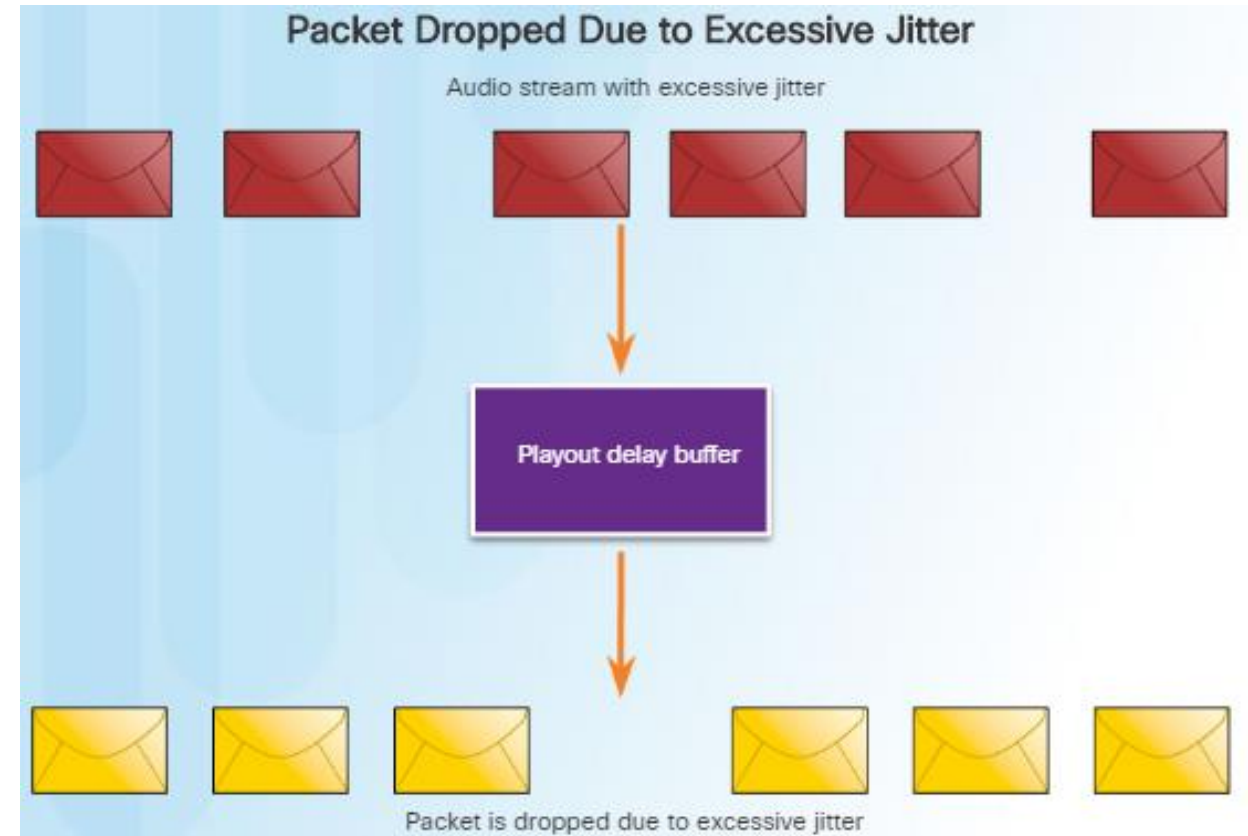 Packet Dropped Due to Excessive Jitter
Audio stream with excessive jitter
Playout delay buffer
Packet is dropped due to excessive jitter